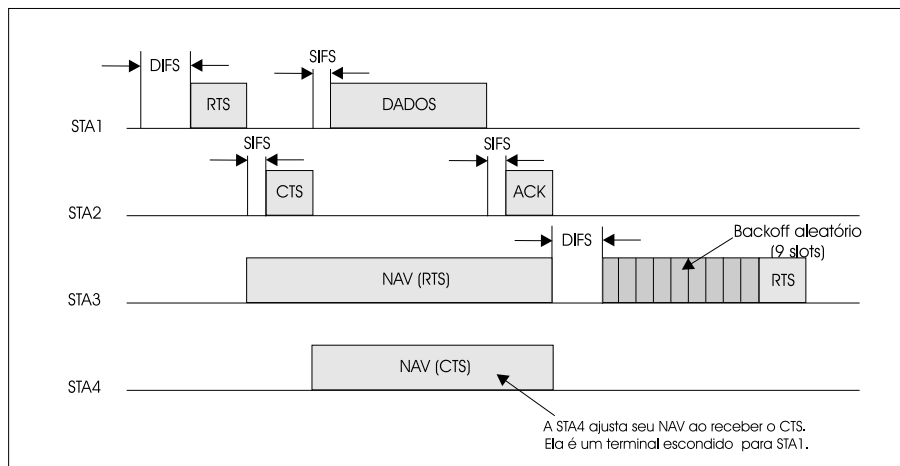 DIFS
SIFS
RTS
DADOS
STA1
SIFS
SIFS
CTS
ACK
STA2
DIFS
Backoff aleatório
(9 slots)
NAV (RTS)
RTS
STA3
NAV (CTS)
STA4
A STA4 ajusta seu NAV ao receber o CTS.
Ela é um terminal escondido para STA1.